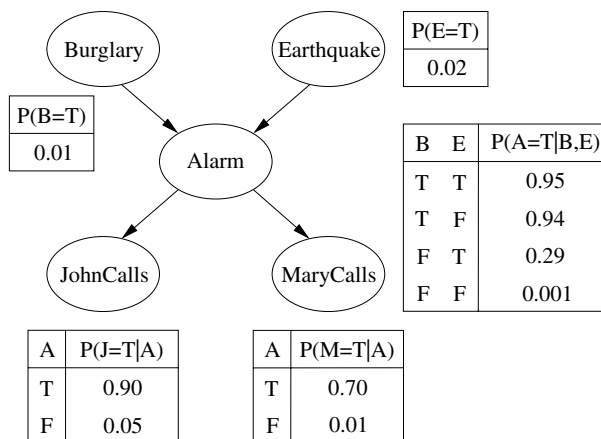 Burglary
Earthquake
P(E=T)
0.02
P(B=T)
0.01
Alarm
B E P(A=T|B,E)
T T 0.95
T F 0.94
F T 0.29
F F 0.001
JohnCalls
MaryCalls
A P(J=T|A)
T 0.90
F 0.05
A P(M=T|A)
T 0.70
F 0.01